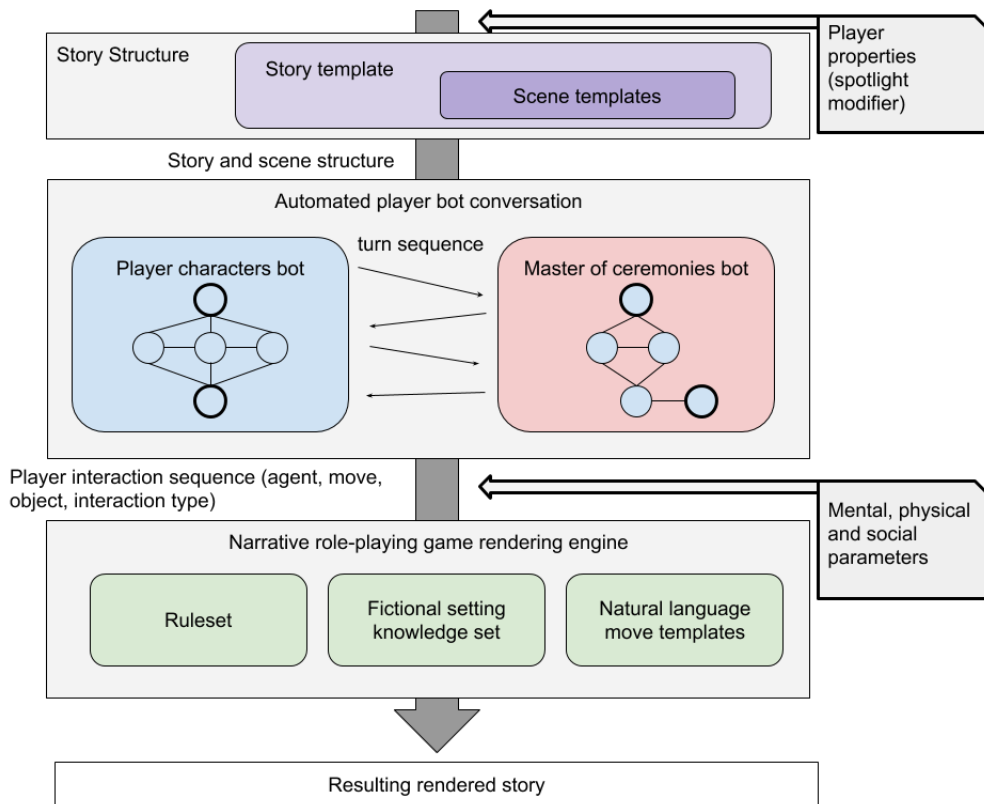 Story Structure
Story template
Scene templates
Player
properties
(spotlight
modifier)
Story and scene structure
Automated player bot conversation
turn sequence
Player characters bot
Master of ceremonies bot
Player interaction sequence (agent, move,
object, interaction type)
Mental, physical
and social
parameters
Narrative role-playing game rendering engine
Ruleset
Fictional setting
knowledge set
Natural language
move templates
Resulting rendered story